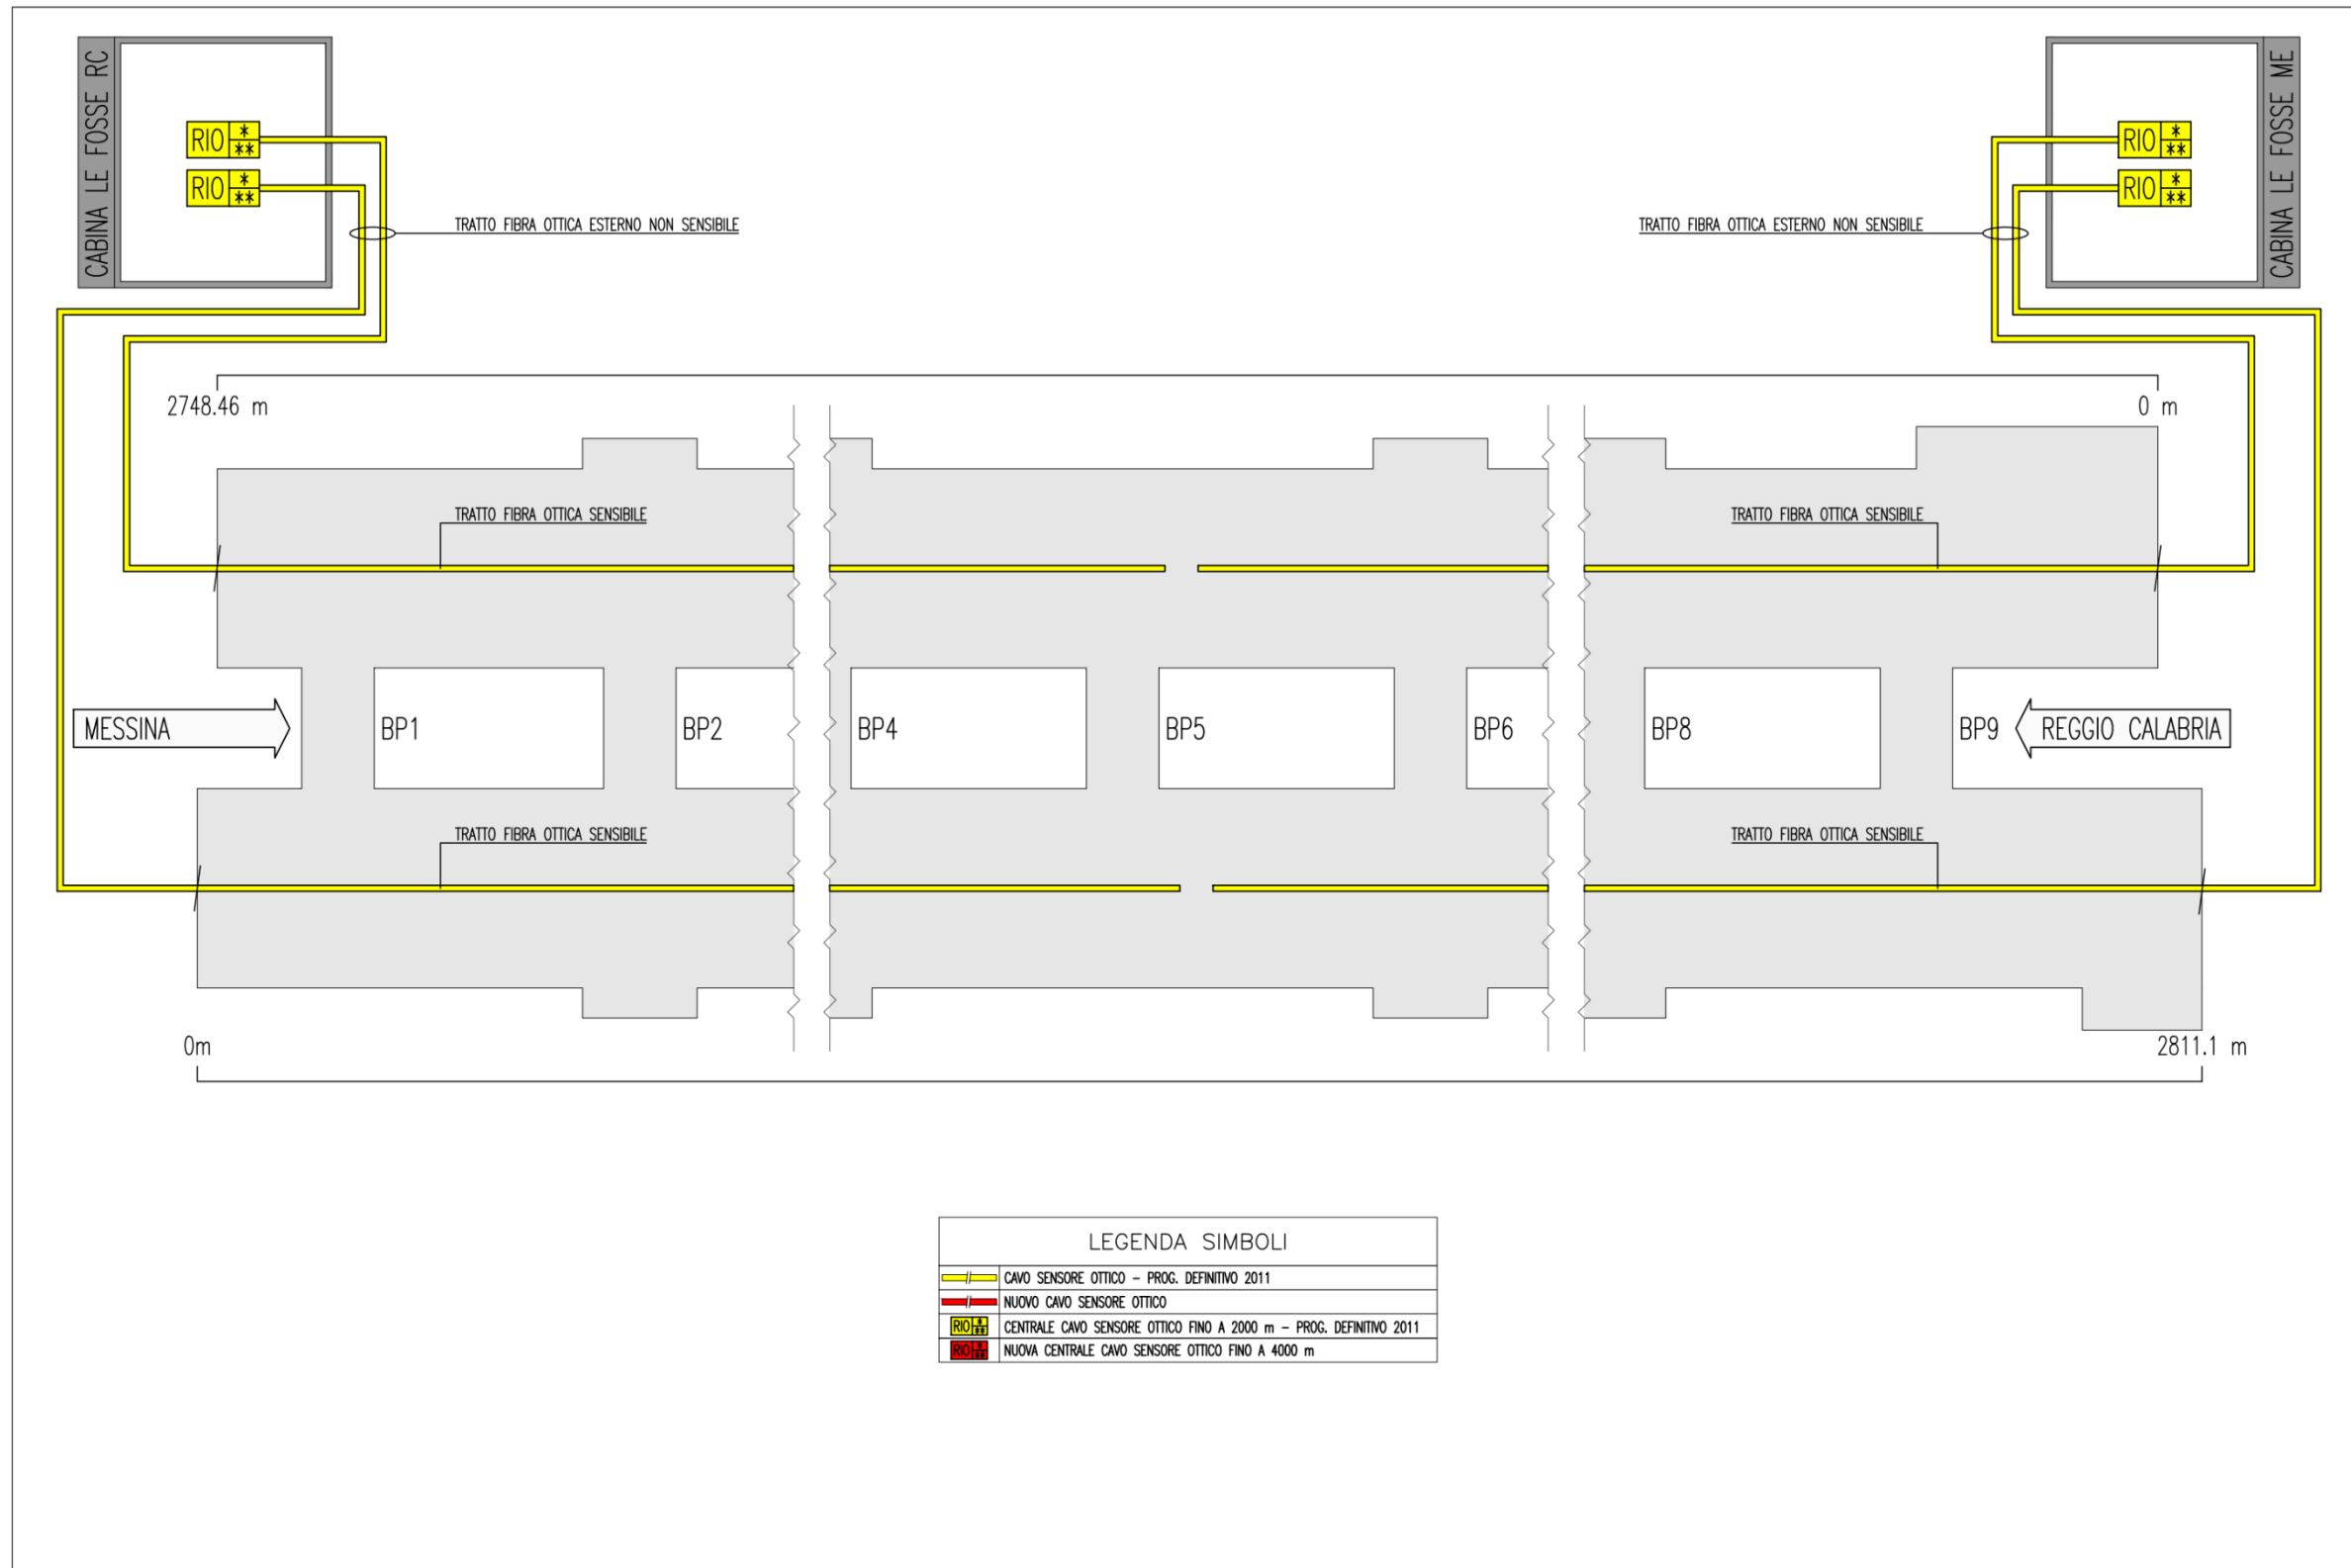 CABINA LE FOSSE RC
RIO * **
RIO * **
TRATTO FIBRA OTTICA ESTERNO NON SENSIBILE
TRATTO FIBRA OTTICA ESTERNO NON SENSIBILE
RIO * **
RIO * **
CABINA LE FOSSE ME
2748.46 m
0 m
TRATTO FIBRA OTTICA SENSIBILE
TRATTO FIBRA OTTICA SENSIBILE
MESSINA
BP1
BP2
BP4
BP5
BP6
BP8
BP9
REGGIO CALABRIA
TRATTO FIBRA OTTICA SENSIBILE
TRATTO FIBRA OTTICA SENSIBILE
0m
2811.1 m
LEGENDA SIMBOLI
CAVO SENSORE OTTICO - PROG. DEFINITIVO 2011
NUOVO CAVO SENSORE OTTICO
RIO * ** CENTRALE CAVO SENSORE OTTICO FINO A 2000 m - PROG. DEFINITIVO 2011
RIO * ** NUOVA CENTRALE CAVO SENSORE OTTICO FINO A 4000 m